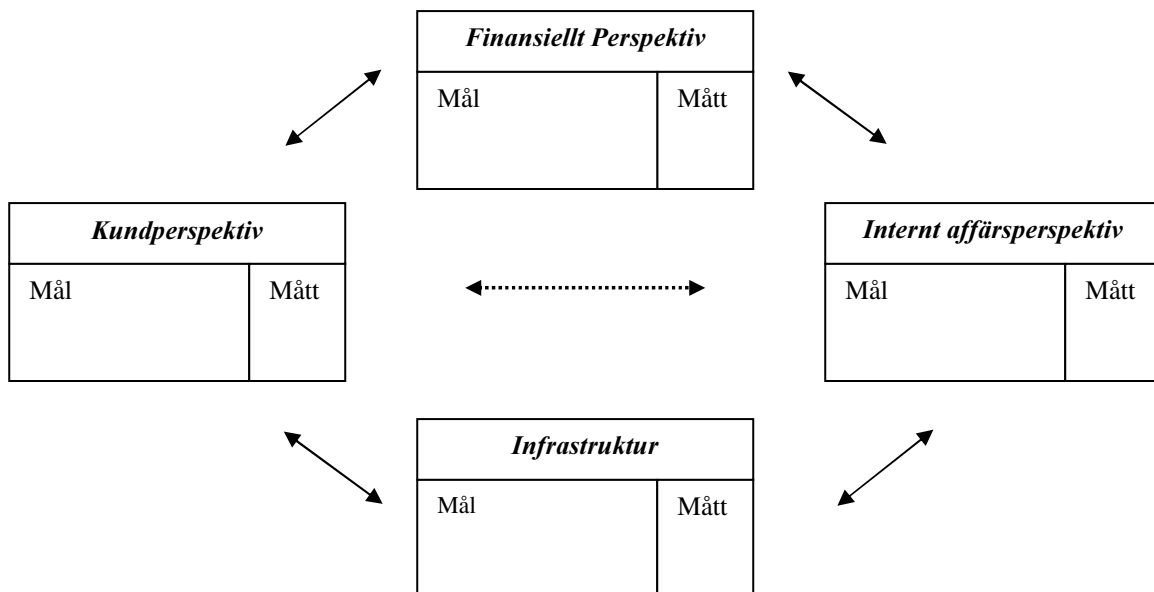 Finansiellt Perspektiv
Mål Mått
Kundperspektiv
Mål Mått
Internt affärsperspektiv
Mål Mått
Infrastruktur
Mål Mått